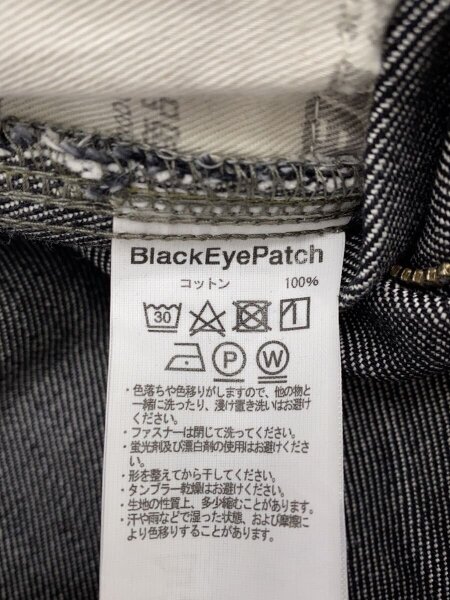 BlackEyePatch
コットン 100%
30
P W
・色落ちや色移りがしますので、他の物と
一緒に洗ったり、浸け置き洗いはお避け
ください。
・ファスナーは閉じて洗ってください。
・蛍光剤及び漂白剤の使用はお避けくださ
い。
・形を整えてから干してください。
・タンブラー乾燥はお避けください。
・生地の性質上、多少縮むことがあります。
・汗や雨などで湿った状態、および摩擦に
より色移りすることがあります。